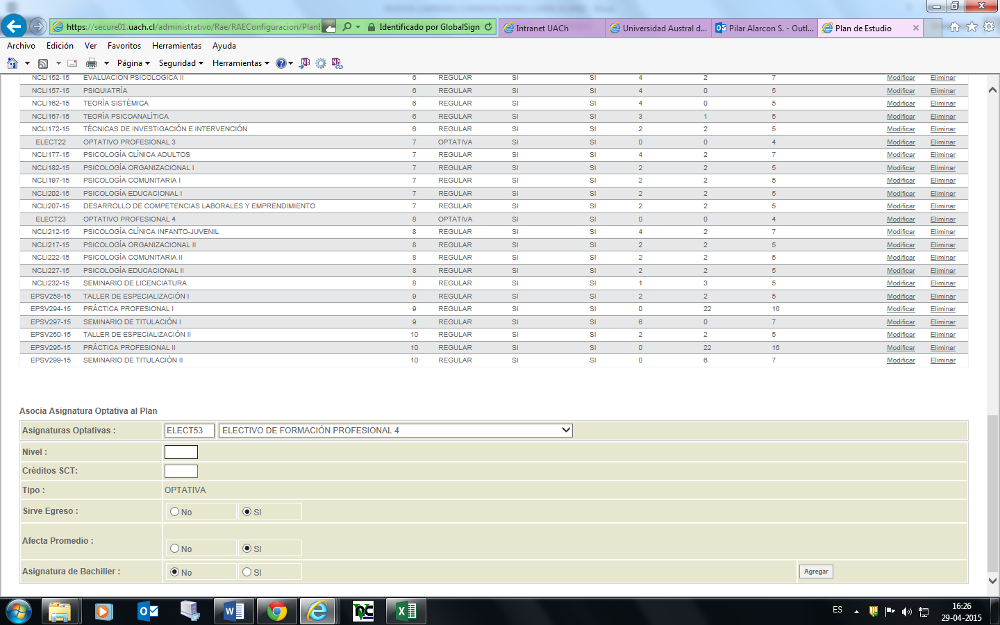 https://secure01.uach.cl/administrativo/Rae/RAEConfiguracion/Plan
Identificado por GlobalSign
Intranet UACh
Universidad Austral d...
Pilar Alarcon S. - Outl...
Plan de Estudio
Archivo Edición Ver Favoritos Herramientas Ayuda
Página Seguridad Herramientas
NCLI152-15 EVALUACION PSICOLOGICA II 6 REGULAR SI SI 4 2 7 Modificar Eliminar
NCLI157-15 PSIQUIATRÍA 6 REGULAR SI SI 4 0 5 Modificar Eliminar
NCLI162-15 TEORÍA SISTÉMICA 6 REGULAR SI SI 4 0 5 Modificar Eliminar
NCLI167-15 TEORÍA PSICOANALÍTICA 6 REGULAR SI SI 3 1 5 Modificar Eliminar
NCLI172-15 TÉCNICAS DE INVESTIGACIÓN E INTERVENCIÓN 6 REGULAR SI SI 2 2 5 Modificar Eliminar
ELECT22 OPTATIVO PROFESIONAL 3 7 OPTATIVA SI SI 0 0 4 Modificar Eliminar
NCLI177-15 PSICOLOGÍA CLÍNICA ADULTOS 7 REGULAR SI SI 4 2 7 Modificar Eliminar
NCLI182-15 PSICOLOGÍA ORGANIZACIONAL I 7 REGULAR SI SI 2 2 5 Modificar Eliminar
NCLI197-15 PSICOLOGÍA COMUNITARIA I 7 REGULAR SI SI 2 2 5 Modificar Eliminar
NCLI202-15 PSICOLOGÍA EDUCACIONAL I 7 REGULAR SI SI 2 2 5 Modificar Eliminar
NCLI207-15 DESARROLLO DE COMPETENCIAS LABORALES Y EMPRENDIMIENTO 7 REGULAR SI SI 2 2 5 Modificar Eliminar
ELECT23 OPTATIVO PROFESIONAL 4 8 OPTATIVA SI SI 0 0 4 Modificar Eliminar
NCLI212-15 PSICOLOGÍA CLÍNICA INFANTO-JUVENIL 8 REGULAR SI SI 4 2 7 Modificar Eliminar
NCLI217-15 PSICOLOGÍA ORGANIZACIONAL II 8 REGULAR SI SI 2 2 5 Modificar Eliminar
NCLI222-15 PSICOLOGÍA COMUNITARIA II 8 REGULAR SI SI 2 2 5 Modificar Eliminar
NCLI227-15 PSICOLOGÍA EDUCACIONAL II 8 REGULAR SI SI 2 2 5 Modificar Eliminar
NCLI232-15 SEMINARIO DE LICENCIATURA 8 REGULAR SI SI 1 3 5 Modificar Eliminar
EPSV258-15 TALLER DE ESPECIALIZACIÓN I 9 REGULAR SI SI 2 2 5 Modificar Eliminar
EPSV294-15 PRÁCTICA PROFESIONAL I 9 REGULAR SI SI 0 22 16 Modificar Eliminar
EPSV297-15 SEMINARIO DE TITULACIÓN I 9 REGULAR SI SI 6 0 7 Modificar Eliminar
EPSV260-15 TALLER DE ESPECIALIZACIÓN II 10 REGULAR SI SI 2 2 5 Modificar Eliminar
EPSV295-15 PRÁCTICA PROFESIONAL II 10 REGULAR SI SI 0 22 16 Modificar Eliminar
EPSV299-15 SEMINARIO DE TITULACIÓN II 10 REGULAR SI SI 0 6 7 Modificar Eliminar
Asocia Asignatura Optativa al Plan
Asignaturas Optativas : ELECT53 ELECTIVO DE FORMACIÓN PROFESIONAL 4
Nivel :
Créditos SCT:
Tipo : OPTATIVA
Sirve Egreso : No SI
Afecta Promedio : No SI
Asignatura de Bachiller : No SI Agregar
ES
16:26
29-04-2015